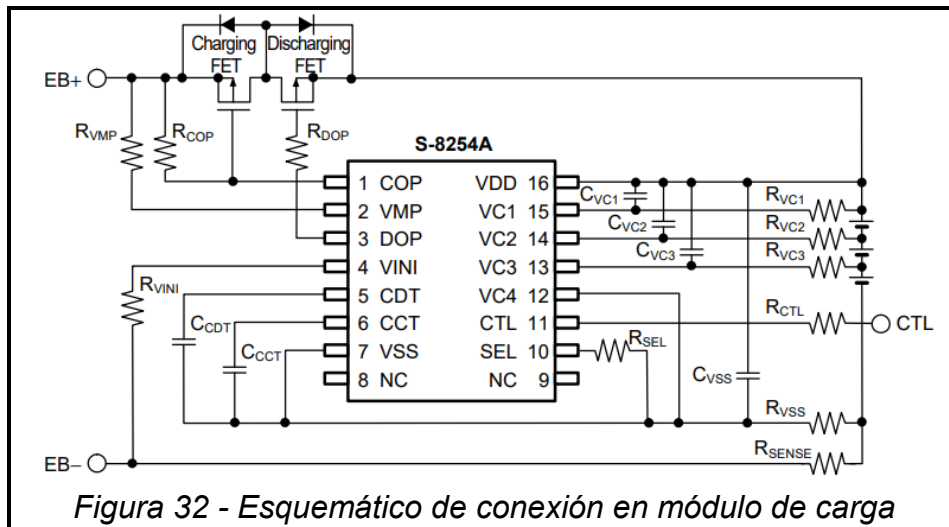 Charging
FET
Discharging
FET
EB+
RVMP
RCOP
RDOP
S-8254A
1 COP
2 VMP
3 DOP
4 VINI
5 CDT
6 CCT
7 VSS
8 NC
VDD 16
VC1 15
VC2 14
VC3 13
VC4 12
CTL 11
SEL 10
NC 9
CVC1
CVC2
CVC3
RVC1
RVC2
RVC3
RVINI
CCDT
CCCT
RSEL
RCTL
CTL
CVSS
RVSS
RSENSE
EB−
Figura 32 - Esquemático de conexión en módulo de carga